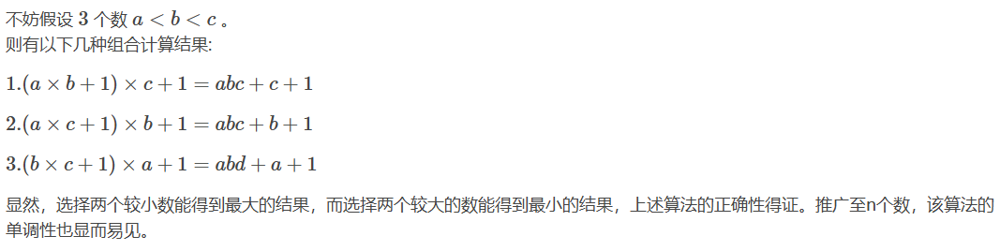 不妨假设 3 个数 a < b < c 。
则有以下几种组合计算结果:
1.(a × b + 1) × c + 1 = abc + c + 1
2.(a × c + 1) × b + 1 = abc + b + 1
3.(b × c + 1) × a + 1 = abd + a + 1
显然，选择两个较小数能得到最大的结果，而选择两个较大的数能得到最小的结果，上述算法的正确性得证。推广至n个数，该算法的
单调性也显而易见。